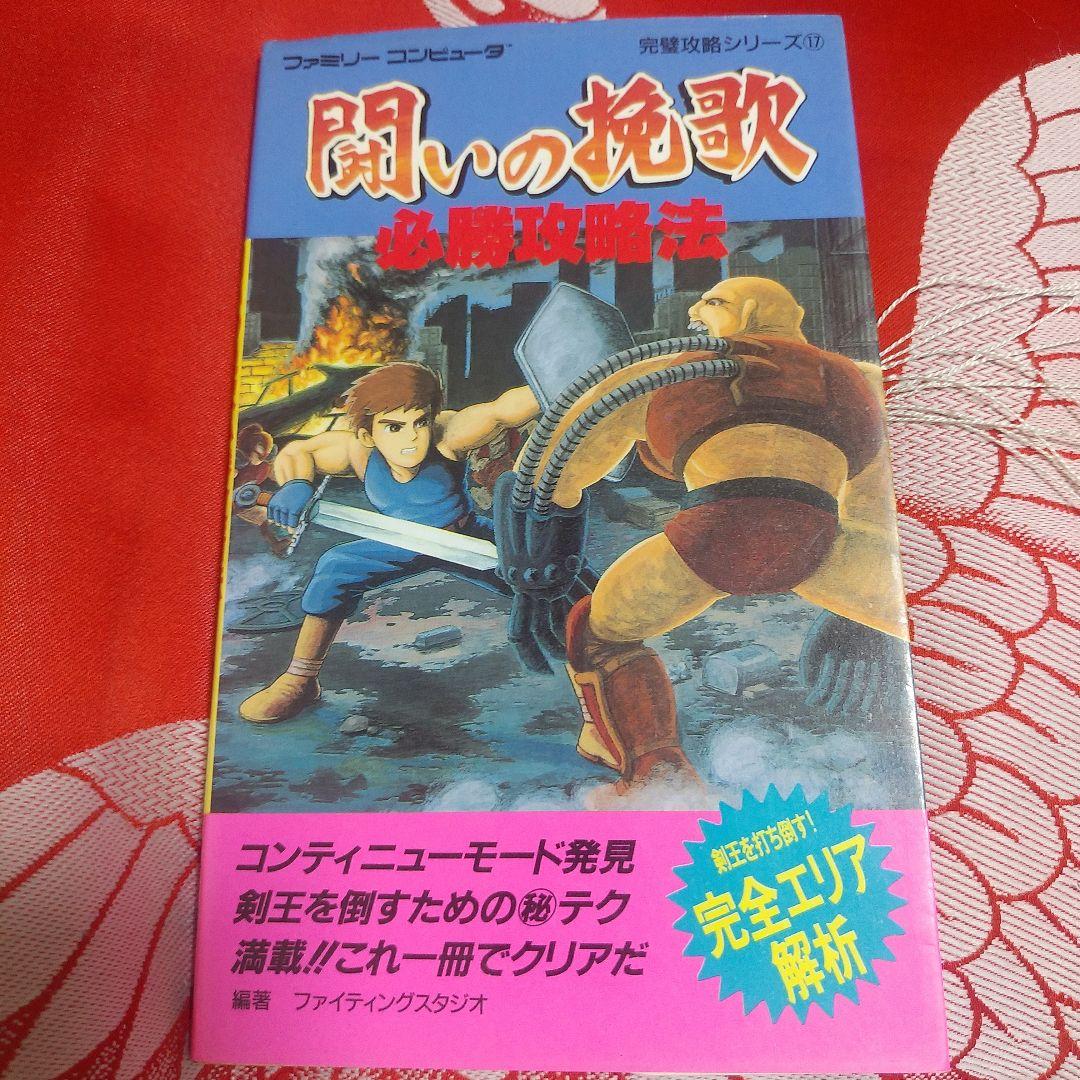 ファミリー コンピュータ™
完璧攻略シリーズ⑰
闘いの挽歌
必勝攻略法
コンティニューモード発見
剣王を倒すための㊙テク
満載!!これ一冊でクリアだ
編著 ファイティングスタジオ
剣王を打ち倒す!
完全エリア
解析